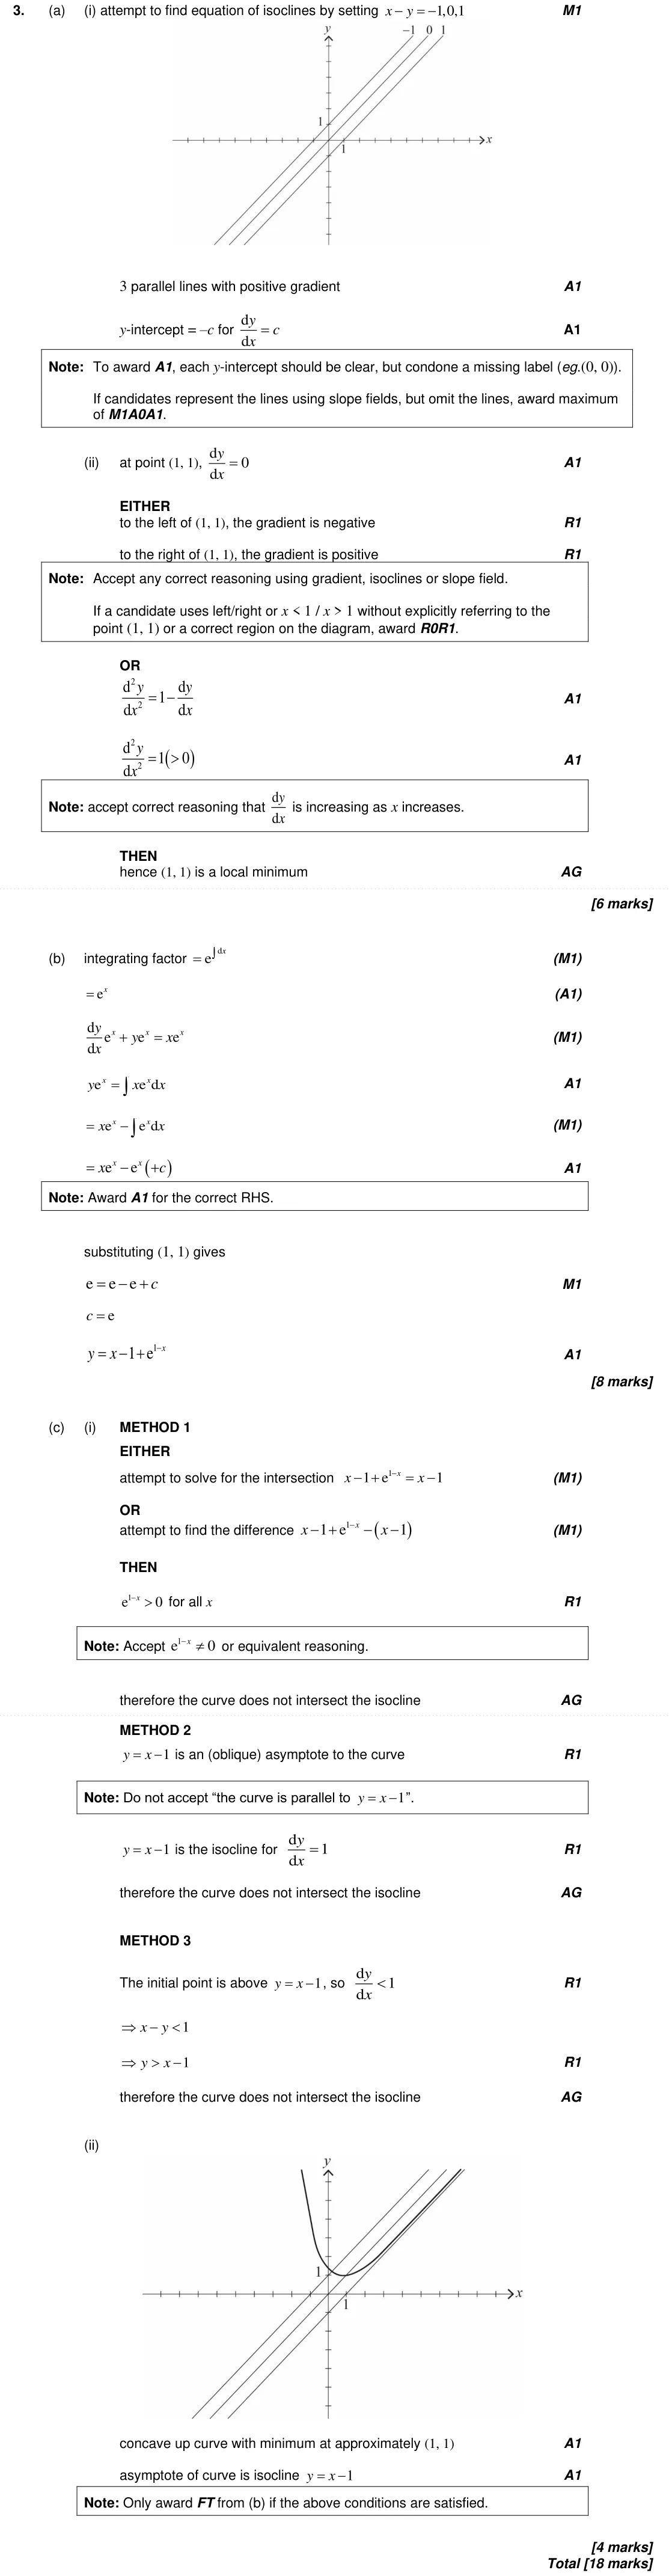 3. (a) (i) attempt to find equation of isoclines by setting x − y = −1, 0, 1 M1
y −1 0 1
1
x
1
3 parallel lines with positive gradient A1
y-intercept = −c for dy/dx = c A1
Note: To award A1, each y-intercept should be clear, but condone a missing label (eg.(0, 0)).
If candidates represent the lines using slope fields, but omit the lines, award maximum
of M1A0A1.
(ii) at point (1, 1), dy/dx = 0 A1
EITHER
to the left of (1, 1), the gradient is negative R1
to the right of (1, 1), the gradient is positive R1
Note: Accept any correct reasoning using gradient, isoclines or slope field.
If a candidate uses left/right or x < 1 / x > 1 without explicitly referring to the
point (1, 1) or a correct region on the diagram, award R0R1.
OR
d²y/dx² = 1 − dy/dx A1
d²y/dx² = 1(> 0) A1
Note: accept correct reasoning that dy/dx is increasing as x increases.
THEN
hence (1, 1) is a local minimum AG
[6 marks]
(b) integrating factor = e^∫dx (M1)
= e^x (A1)
dy/dx e^x + ye^x = xe^x (M1)
ye^x = ∫xe^x dx A1
= xe^x − ∫e^x dx (M1)
= xe^x − e^x (+c) A1
Note: Award A1 for the correct RHS.
substituting (1, 1) gives
e = e − e + c M1
c = e
y = x − 1 + e^(1−x) A1
[8 marks]
(c) (i) METHOD 1
EITHER
attempt to solve for the intersection x − 1 + e^(1−x) = x − 1 (M1)
OR
attempt to find the difference x − 1 + e^(1−x) − (x − 1) (M1)
THEN
e^(1−x) > 0 for all x R1
Note: Accept e^(1−x) ≠ 0 or equivalent reasoning.
therefore the curve does not intersect the isocline AG
METHOD 2
y = x − 1 is an (oblique) asymptote to the curve R1
Note: Do not accept “the curve is parallel to y = x − 1”.
y = x − 1 is the isocline for dy/dx = 1 R1
therefore the curve does not intersect the isocline AG
METHOD 3
The initial point is above y = x − 1, so dy/dx < 1 R1
⇒ x − y < 1
⇒ y > x − 1 R1
therefore the curve does not intersect the isocline AG
(ii)
y
1
x
1
concave up curve with minimum at approximately (1, 1) A1
asymptote of curve is isocline y = x − 1 A1
Note: Only award FT from (b) if the above conditions are satisfied.
[4 marks]
Total [18 marks]